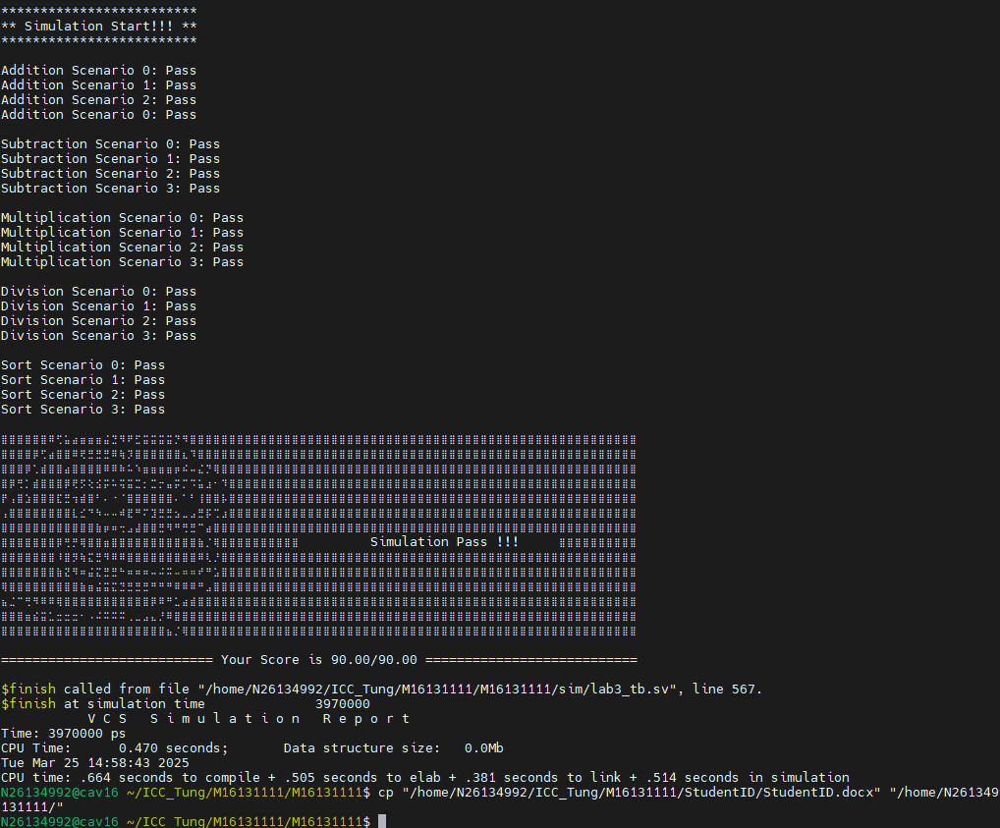 *************************
** Simulation Start!!! **
*************************
Addition Scenario 0: Pass
Addition Scenario 1: Pass
Addition Scenario 2: Pass
Addition Scenario 0: Pass
Subtraction Scenario 0: Pass
Subtraction Scenario 1: Pass
Subtraction Scenario 2: Pass
Subtraction Scenario 3: Pass
Multiplication Scenario 0: Pass
Multiplication Scenario 1: Pass
Multiplication Scenario 2: Pass
Multiplication Scenario 3: Pass
Division Scenario 0: Pass
Division Scenario 1: Pass
Division Scenario 2: Pass
Division Scenario 3: Pass
Sort Scenario 0: Pass
Sort Scenario 1: Pass
Sort Scenario 2: Pass
Sort Scenario 3: Pass
Simulation Pass !!!
=========================== Your Score is 90.00/90.00 ===========================
$finish called from file "/home/N26134992/ICC_Tung/M16131111/M16131111/sim/lab3_tb.sv", line 567.
$finish at simulation time 3970000
V C S   S i m u l a t i o n   R e p o r t
Time: 3970000 ps
CPU Time: 0.470 seconds; Data structure size: 0.0Mb
Tue Mar 25 14:58:43 2025
CPU time: .664 seconds to compile + .505 seconds to elab + .381 seconds to link + .514 seconds in simulation
N26134992@cav16 ~/ICC_Tung/M16131111/M16131111$ cp "/home/N26134992/ICC_Tung/M16131111/StudentID/StudentID.docx" "/home/N261349
131111/"
N26134992@cav16 ~/ICC_Tung/M16131111/M16131111$